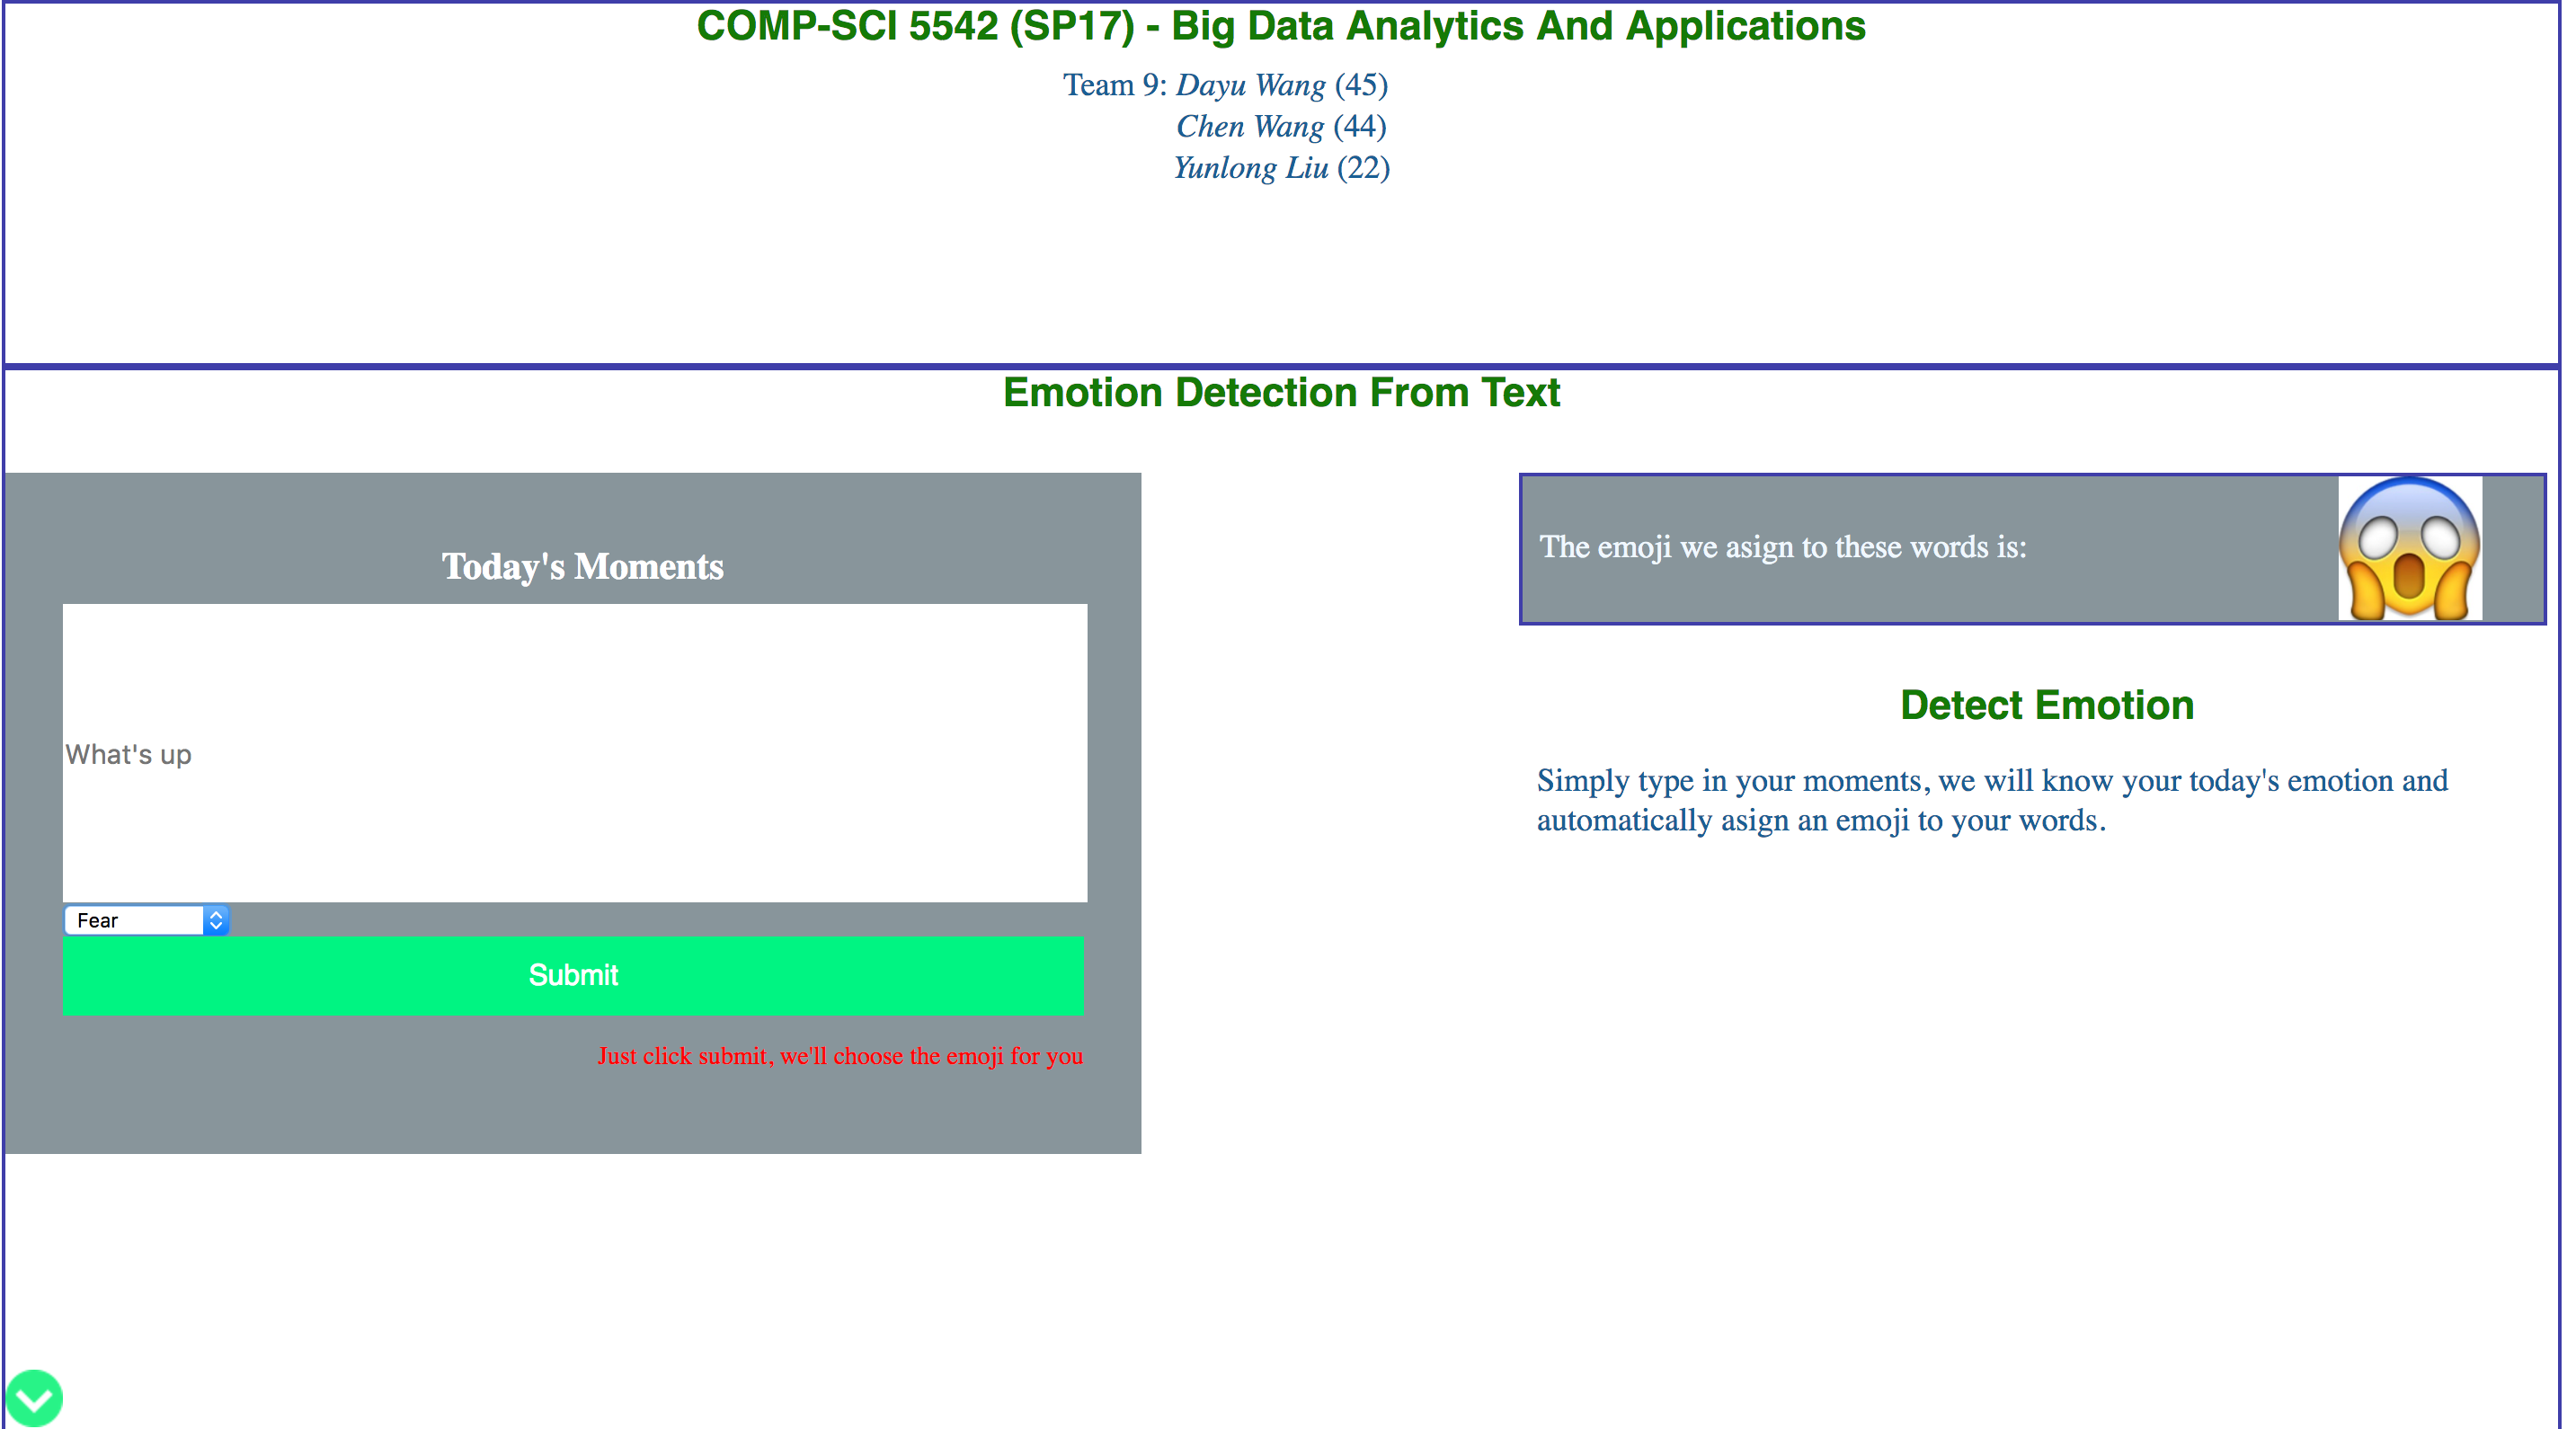 COMP-SCI 5542 (SP17) - Big Data Analytics And Applications
Team 9: Dayu Wang (45)
Chen Wang (44)
Yunlong Liu (22)
Emotion Detection From Text
Today's Moments
What's up
Fear
Submit
Just click submit, we'll choose the emoji for you
The emoji we asign to these words is:
Detect Emotion
Simply type in your moments, we will know your today's emotion and
automatically asign an emoji to your words.